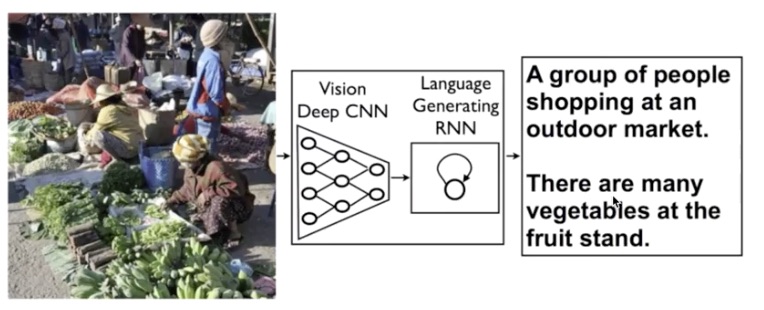 Vision
Deep CNN
Language
Generating
RNN
A group of people
shopping at an
outdoor market.
There are many
vegetables at the
fruit stand.